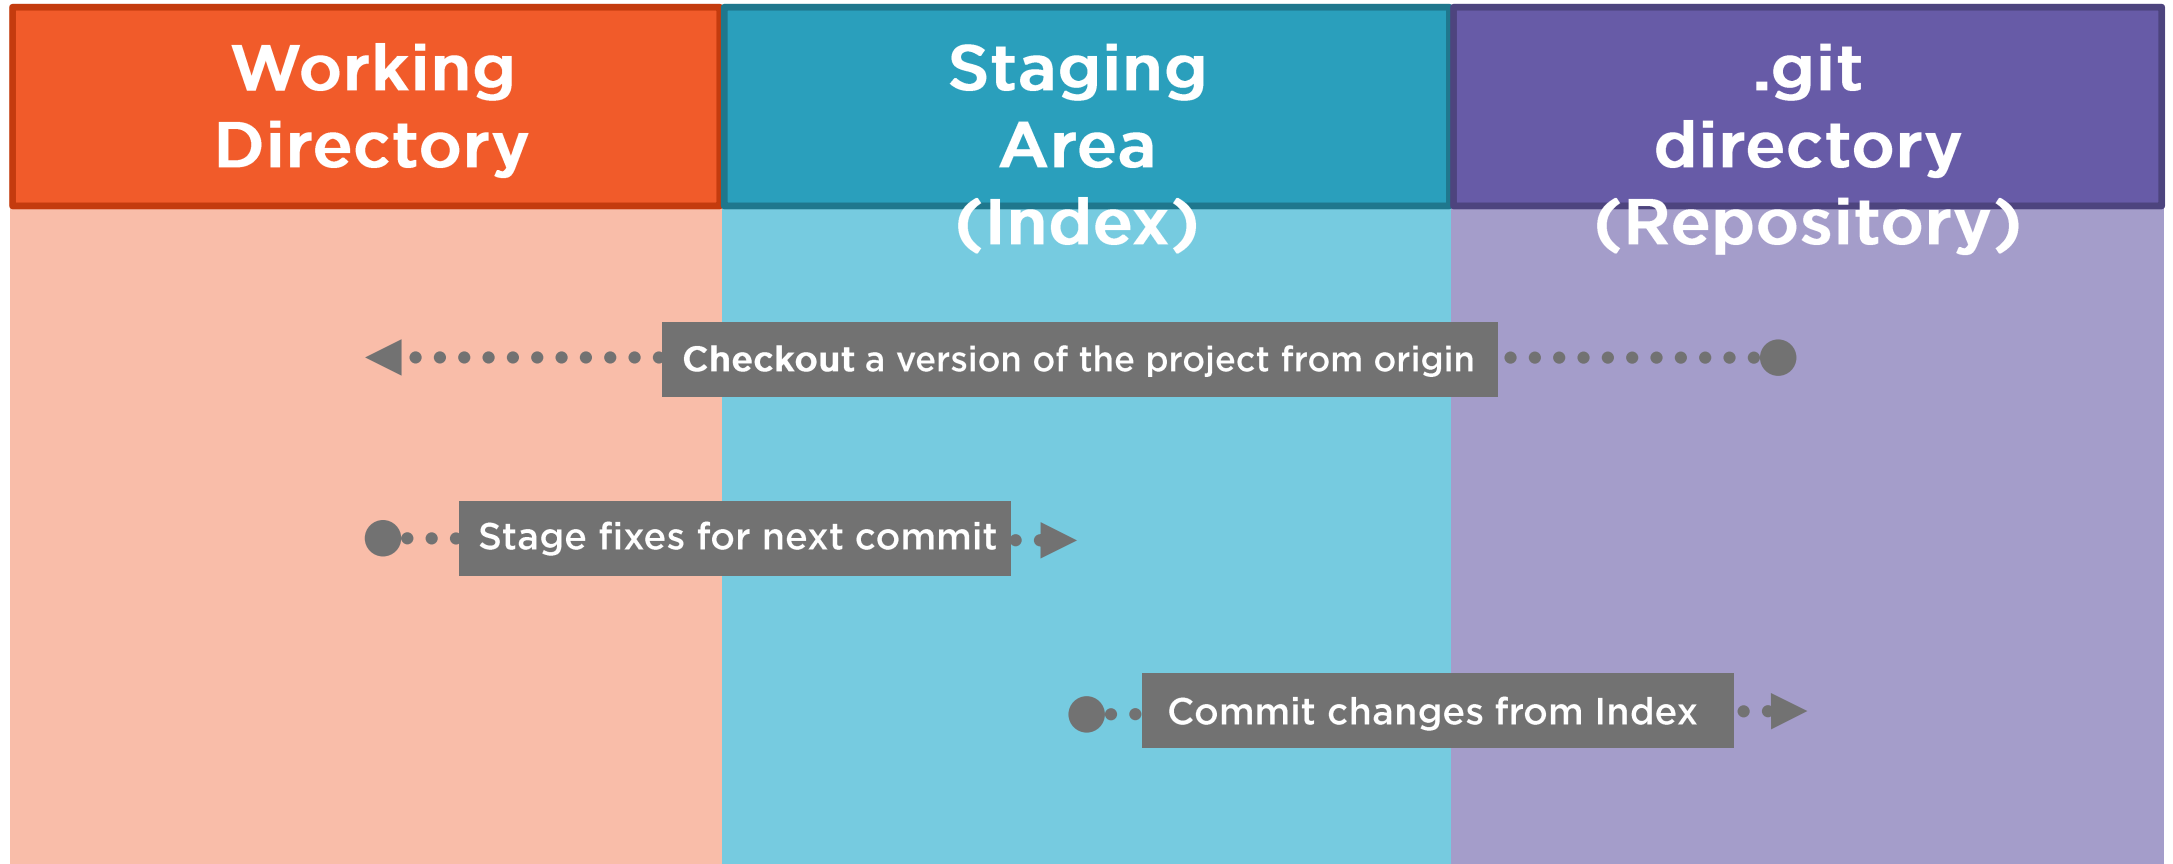 Working
Directory
Staging
Area
(Index)
.git
directory
(Repository)
Checkout a version of the project from origin
Stage fixes for next commit
Commit changes from Index